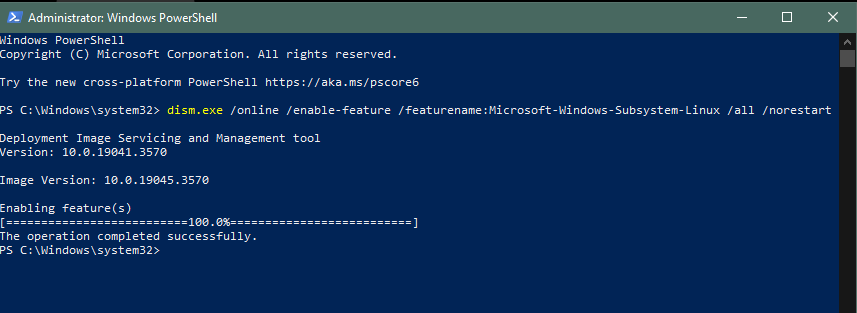 Administrator: Windows PowerShell
Windows PowerShell
Copyright (C) Microsoft Corporation. All rights reserved.
Try the new cross-platform PowerShell https://aka.ms/pscore6
PS C:\Windows\system32> dism.exe /online /enable-feature /featurename:Microsoft-Windows-Subsystem-Linux /all /norestart
Deployment Image Servicing and Management tool
Version: 10.0.19041.3570
Image Version: 10.0.19045.3570
Enabling feature(s)
[===========================100.0%==========================]
The operation completed successfully.
PS C:\Windows\system32>